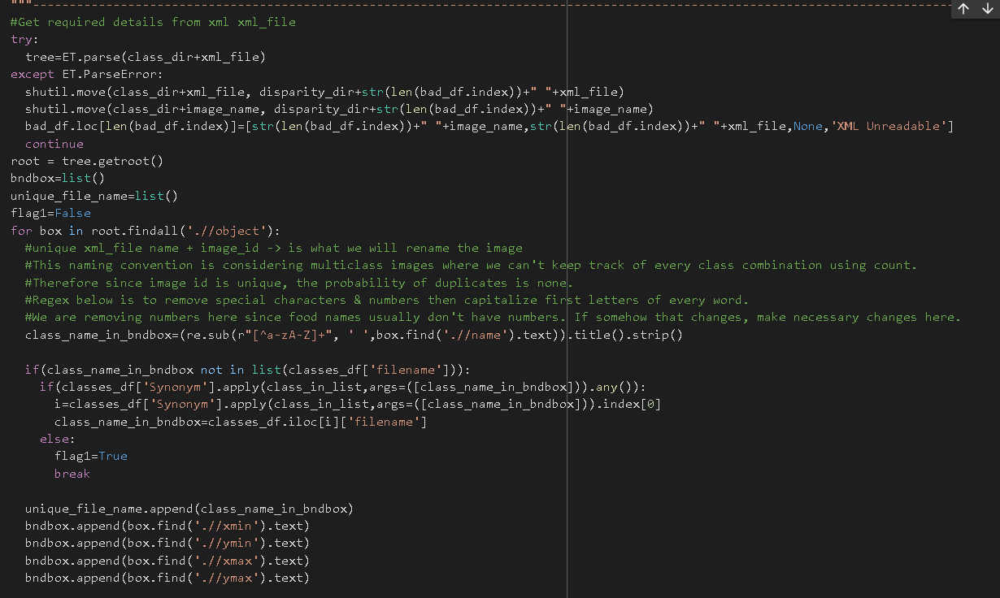 """------------------------------------------------------------------------------------------------------------------------------
#Get required details from xml xml_file
try:
  tree=ET.parse(class_dir+xml_file)
except ET.ParseError:
  shutil.move(class_dir+xml_file, disparity_dir+str(len(bad_df.index))+" "+xml_file)
  shutil.move(class_dir+image_name, disparity_dir+str(len(bad_df.index))+" "+image_name)
  bad_df.loc[len(bad_df.index)]=[str(len(bad_df.index))+" "+image_name,str(len(bad_df.index))+" "+xml_file,None,'XML Unreadable']
  continue
root = tree.getroot()
bndbox=list()
unique_file_name=list()
flag1=False
for box in root.findall('.//object'):
  #unique xml_file name + image_id -> is what we will rename the image
  #This naming convention is considering multiclass images where we can't keep track of every class combination using count.
  #Therefore since image id is unique, the probability of duplicates is none.
  #Regex below is to remove special characters & numbers then capitalize first letters of every word.
  #We are removing numbers here since food names usually don't have numbers. If somehow that changes, make necessary changes here.
  class_name_in_bndbox=(re.sub(r"[^a-zA-Z]+", ' ',box.find('.//name').text)).title().strip()

  if(class_name_in_bndbox not in list(classes_df['filename'])):
    if(classes_df['Synonym'].apply(class_in_list,args=([class_name_in_bndbox])).any()):
      i=classes_df['Synonym'].apply(class_in_list,args=([class_name_in_bndbox])).index[0]
      class_name_in_bndbox=classes_df.iloc[i]['filename']
    else:
      flag1=True
      break

  unique_file_name.append(class_name_in_bndbox)
  bndbox.append(box.find('.//xmin').text)
  bndbox.append(box.find('.//ymin').text)
  bndbox.append(box.find('.//xmax').text)
  bndbox.append(box.find('.//ymax').text)